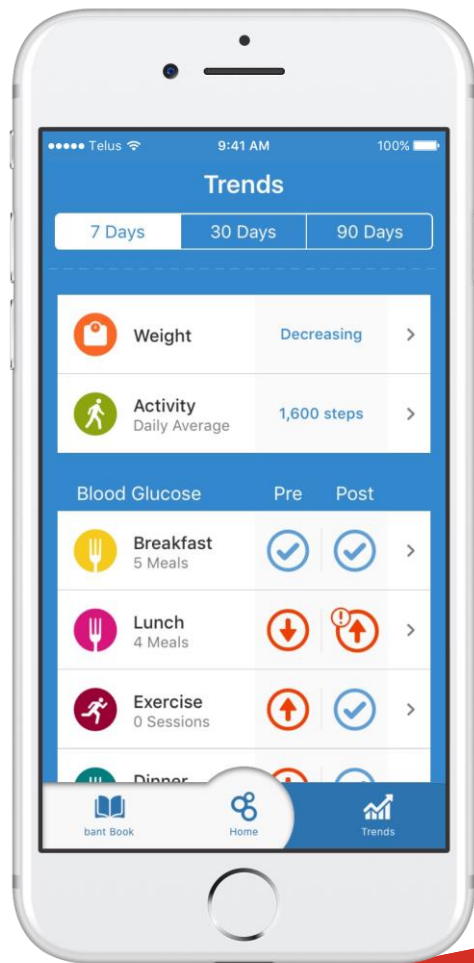 Telus 9:41 AM 100%
Trends
7 Days 30 Days 90 Days
Weight Decreasing >
Activity 1,600 steps >
Daily Average
Blood Glucose Pre Post
Breakfast >
5 Meals
Lunch ! >
4 Meals
Exercise >
0 Sessions
Dinner
bant Book Home Trends